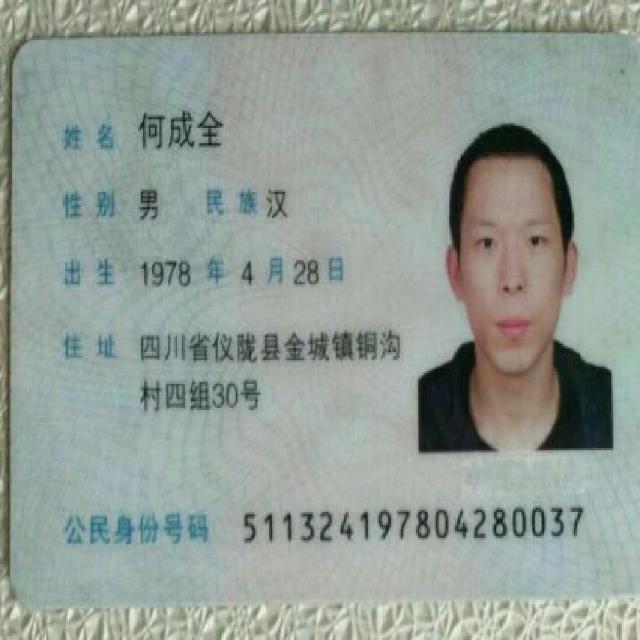 姓名 何成全
性别 男 民族 汉
出生 1978 年 4 月 28 日
住址 四川省仪陇县金城镇铜沟
村四组30号
公民身份号码 511324197804280037